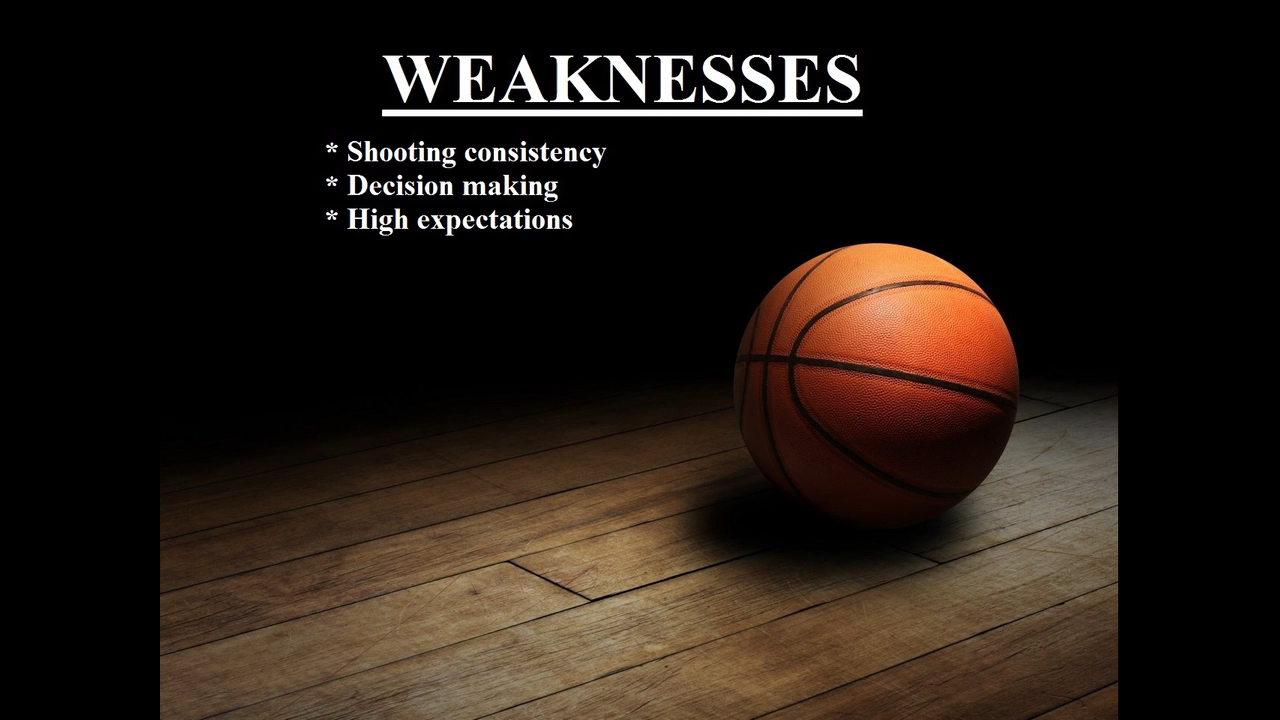 WEAKNESSES
* Shooting consistency
* Decision making
* High expectations